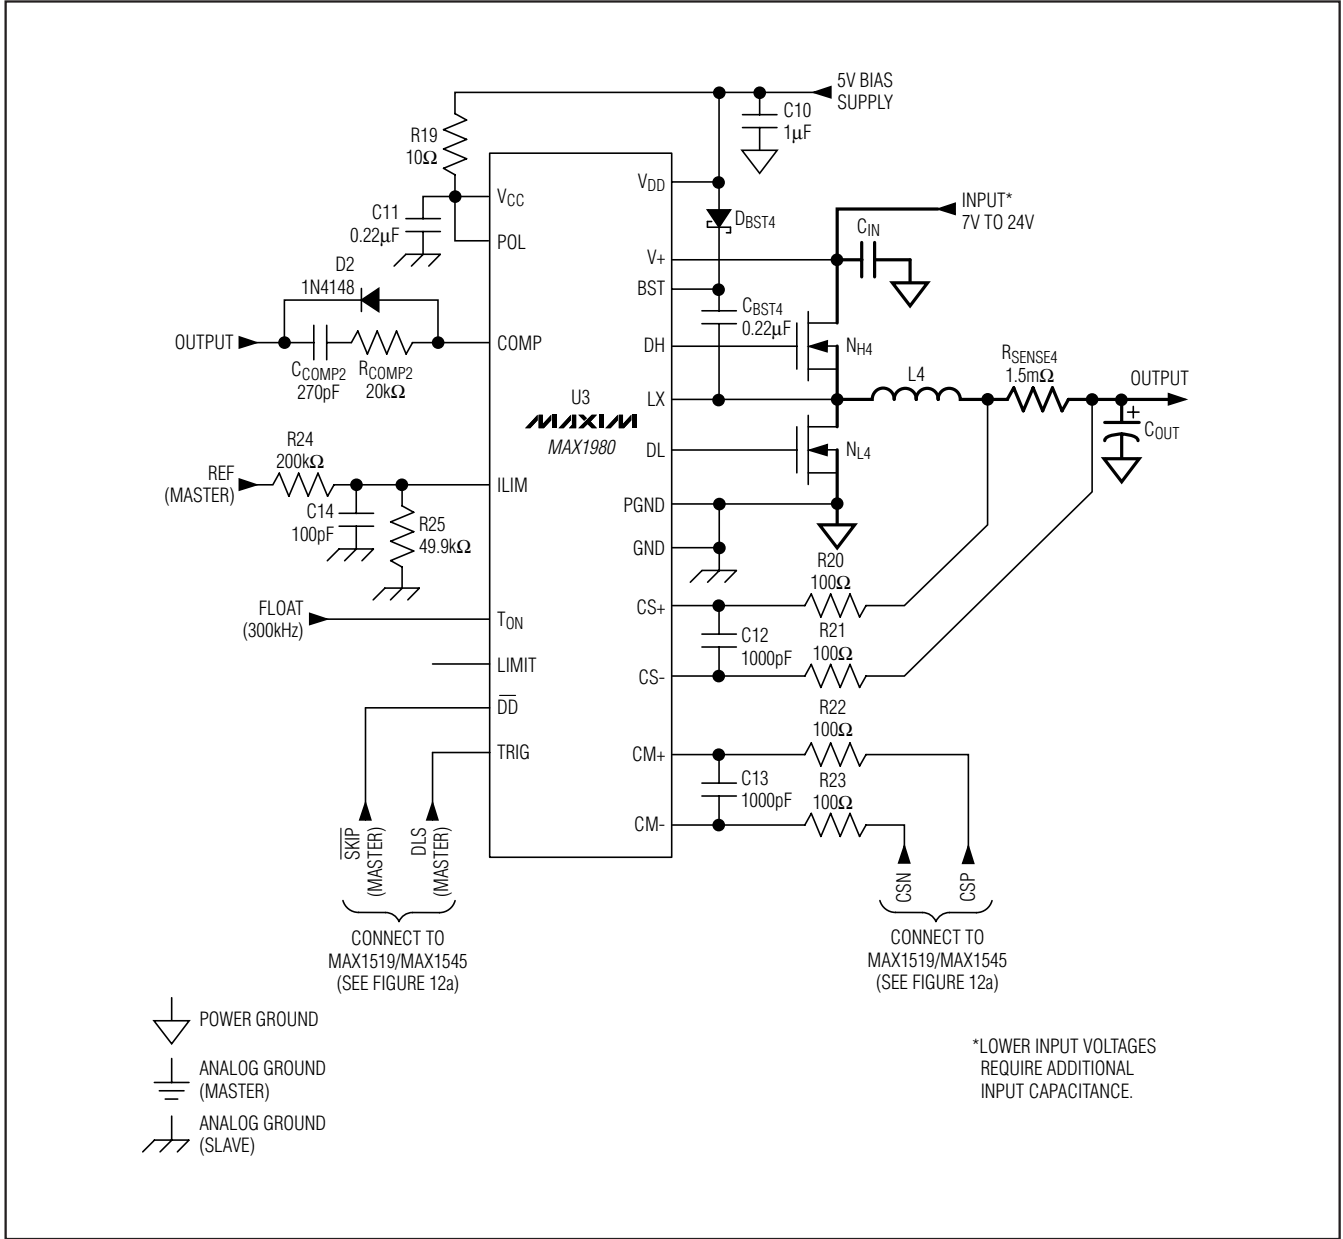 5V BIAS
SUPPLY
C10
1µF
R19
10Ω
VCC
C11
0.22µF
POL
VDD
DBST4
INPUT*
7V TO 24V
CIN
V+
BST
D2
1N4148
OUTPUT
CCOMP2
270pF
RCOMP2
20kΩ
COMP
CBST4
0.22µF
DH
NH4
U3
MAXIM
MAX1980
LX
L4
RSENSE4
1.5mΩ
OUTPUT
+
COUT
DL
NL4
R24
200kΩ
REF
(MASTER)
ILIM
C14
100pF
R25
49.9kΩ
PGND
GND
FLOAT
(300kHz)
TON
CS+
R20
100Ω
C12
1000pF
R21
100Ω
CS-
LIMIT
DD
TRIG
R22
100Ω
CM+
C13
1000pF
R23
100Ω
CM-
SKIP
(MASTER)
DLS
(MASTER)
CSN
CSP
CONNECT TO
MAX1519/MAX1545
(SEE FIGURE 12a)
CONNECT TO
MAX1519/MAX1545
(SEE FIGURE 12a)
POWER GROUND
ANALOG GROUND
(MASTER)
ANALOG GROUND
(SLAVE)
*LOWER INPUT VOLTAGES
REQUIRE ADDITIONAL
INPUT CAPACITANCE.